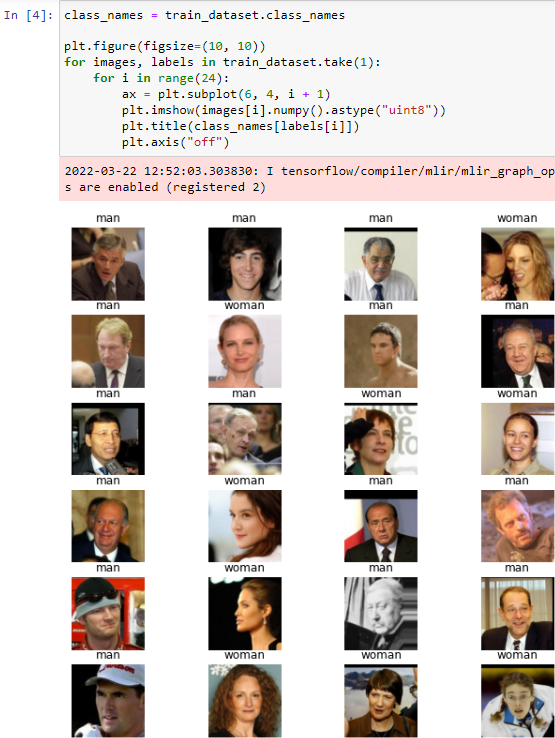 In [4]: class_names = train_dataset.class_names
plt.figure(figsize=(10, 10))
for images, labels in train_dataset.take(1):
    for i in range(24):
        ax = plt.subplot(6, 4, i + 1)
        plt.imshow(images[i].numpy().astype("uint8"))
        plt.title(class_names[labels[i]])
        plt.axis("off")
2022-03-22 12:52:03.303830: I tensorflow/compiler/mlir/mlir_graph_op
s are enabled (registered 2)
man man man woman
man woman man man
man man woman woman
man woman man man
man woman man man
man woman woman woman